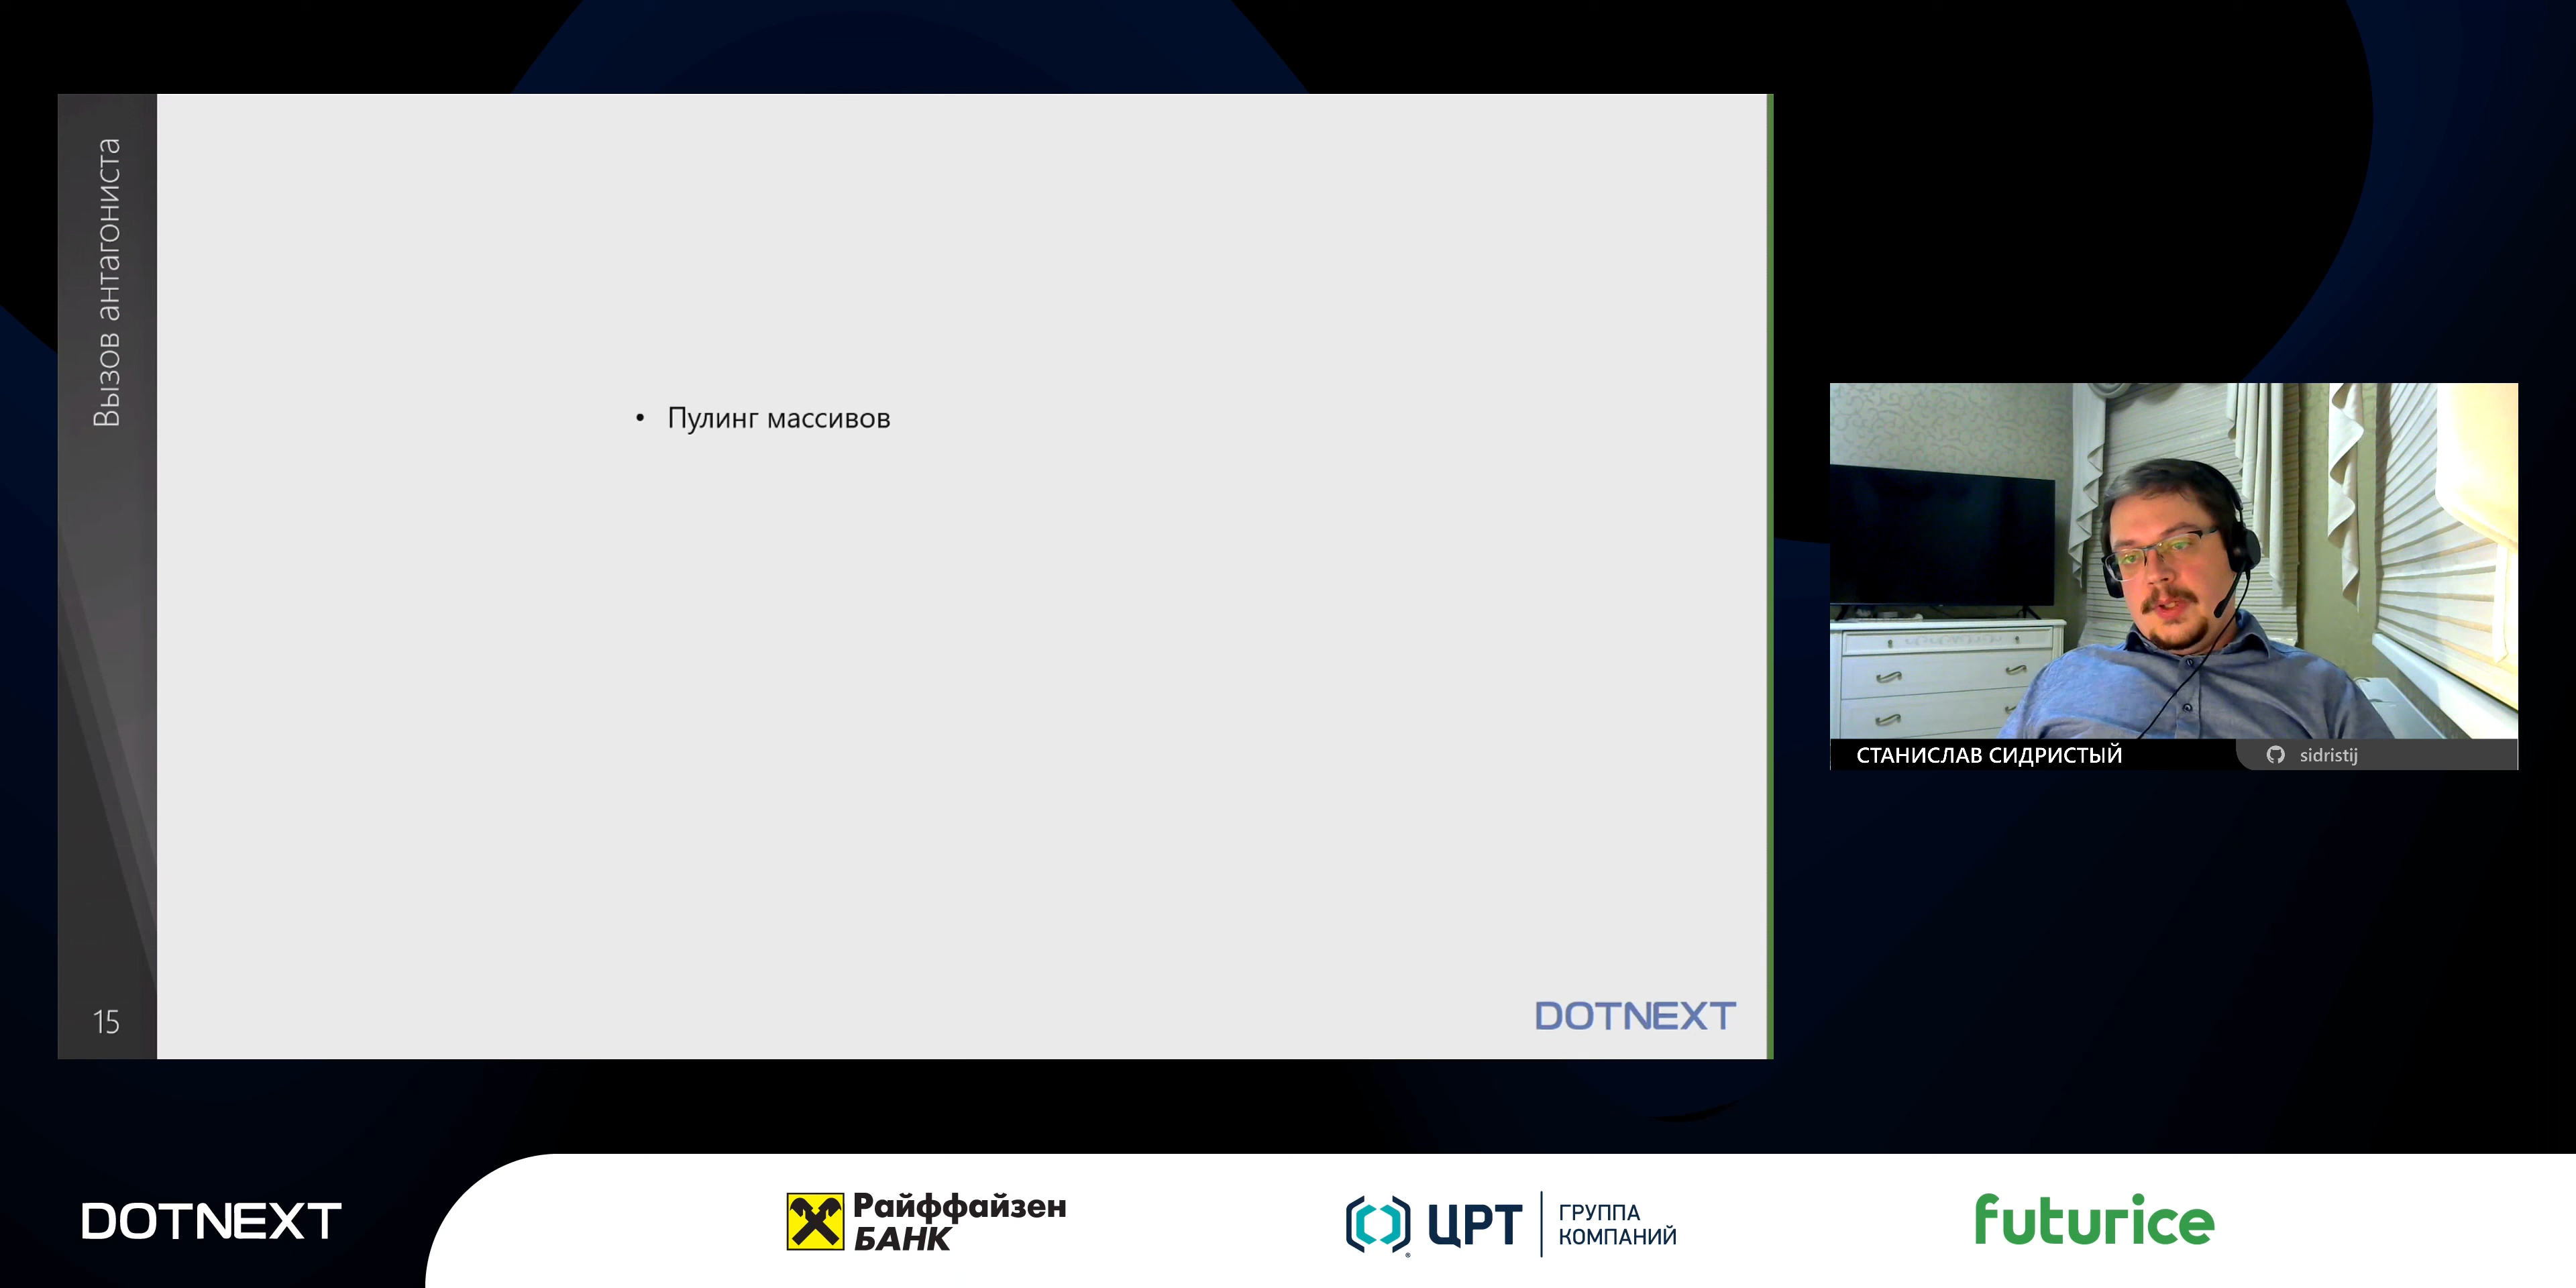 Вызов антагониста
• Пулинг массивов
15
DOTNEXT
СТАНИСЛАВ СИДРИСТЫЙ
sidristij
DOTNEXT
Райффайзен
БАНК
ЦРТ
ГРУППА
КОМПАНИЙ
futurice